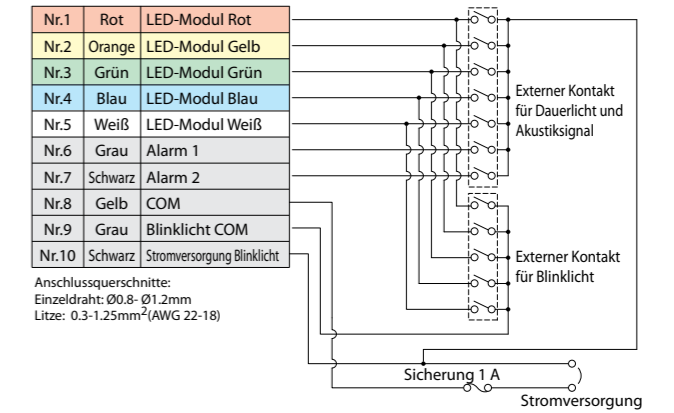 Nr.1 Rot LED-Modul Rot
Nr.2 Orange LED-Modul Gelb
Nr.3 Grün LED-Modul Grün
Nr.4 Blau LED-Modul Blau
Nr.5 Weiß LED-Modul Weiß
Nr.6 Grau Alarm 1
Nr.7 Schwarz Alarm 2
Nr.8 Gelb COM
Nr.9 Grau Blinklicht COM
Nr.10 Schwarz Stromversorgung Blinklicht
Anschlussquerschnitte:
Einzeldraht: Ø0.8- Ø1.2mm
Litze: 0.3-1.25mm²(AWG 22-18)
Externer Kontakt
für Dauerlicht und
Akustiksignal
Externer Kontakt
für Blinklicht
Sicherung 1 A
Stromversorgung